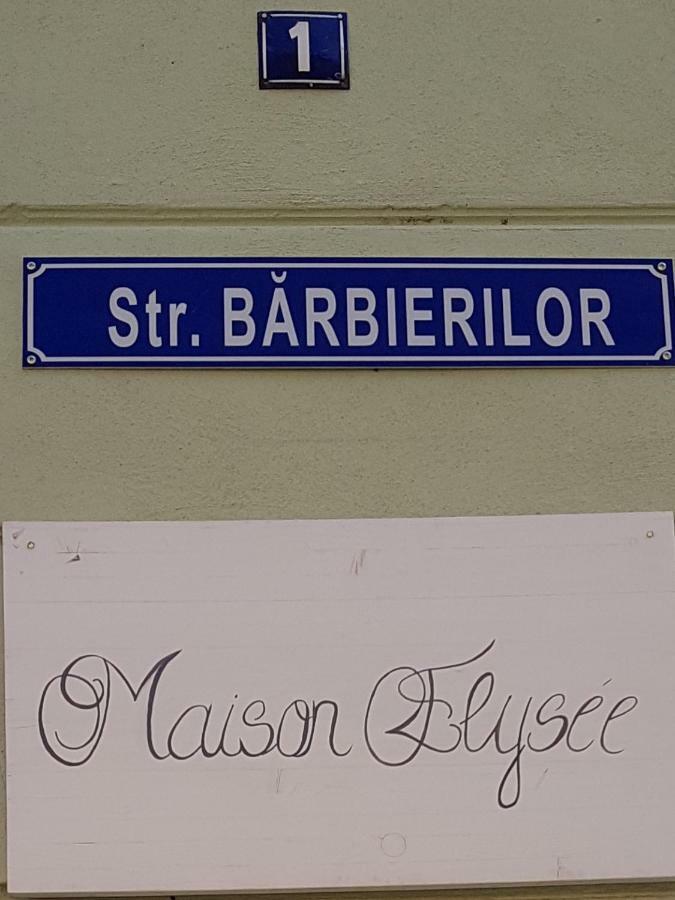 1
Str. BĂRBIERILOR
Maison Elysée